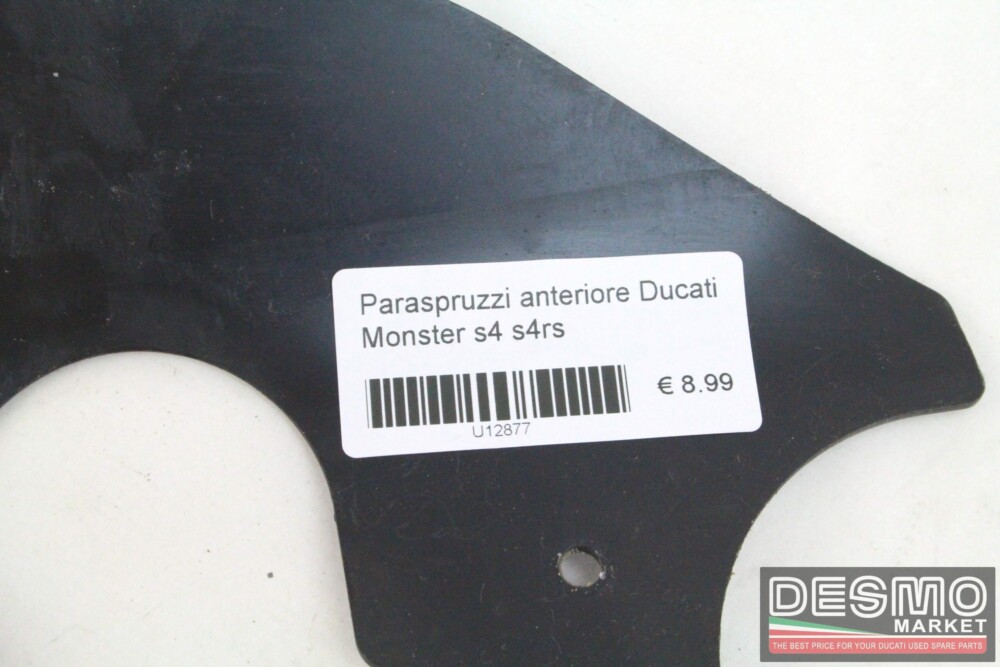 Paraspruzzi anteriore Ducati
Monster s4 s4rs
€ 8.99
U12877
DESMO
MARKET
THE BEST PRICE FOR YOUR DUCATI USED SPARE PARTS